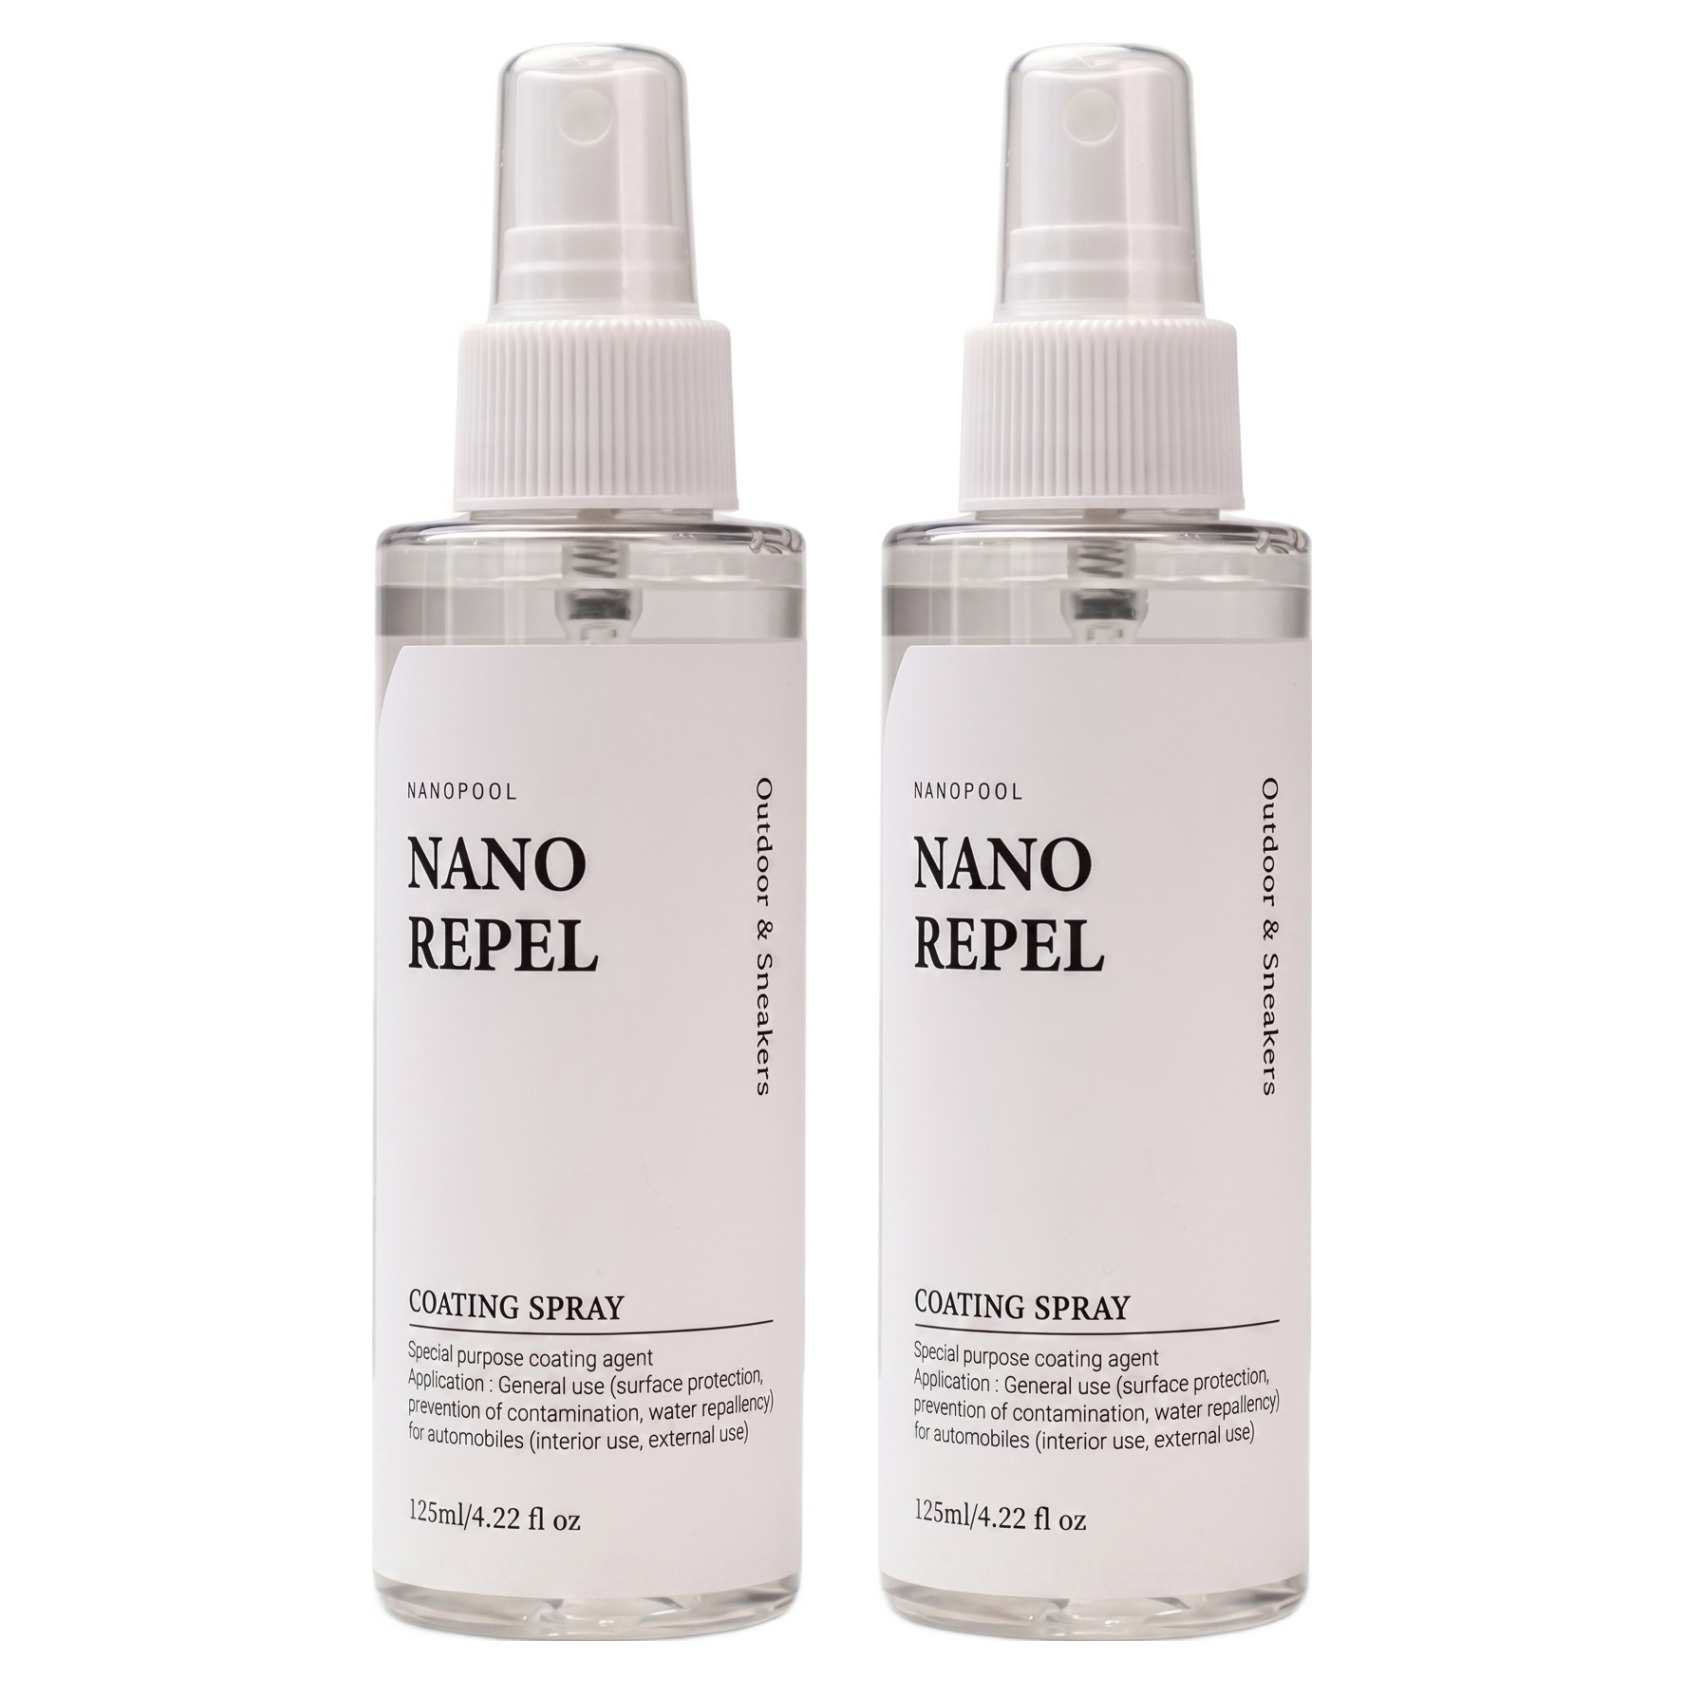 NANOPOOL
NANO
REPEL
Outdoor & Sneakers
COATING SPRAY
Special purpose coating agent
Application : General use (surface protection,
prevention of contamination, water repallency)
for automobiles (interior use, external use)
125ml/4.22 fl oz
NANOPOOL
NANO
REPEL
Outdoor & Sneakers
COATING SPRAY
Special purpose coating agent
Application : General use (surface protection,
prevention of contamination, water repallency)
for automobiles (interior use, external use)
125ml/4.22 fl oz